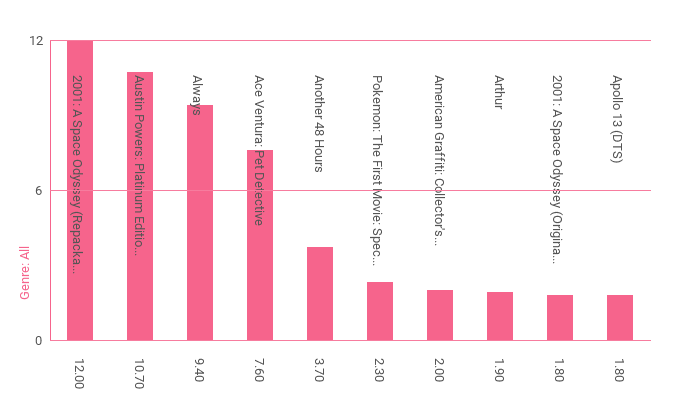 12
6
0
Genre: All
2001: A Space Odyssey (Repacka...
Austin Powers: Platinum Editio...
Always
Ace Ventura: Pet Detective
Another 48 Hours
Pokemon: The First Movie: Spec...
American Graffiti: Collector's...
Arthur
2001: A Space Odyssey (Origina...
Apollo 13 (DTS)
12.00
10.70
9.40
7.60
3.70
2.30
2.00
1.90
1.80
1.80